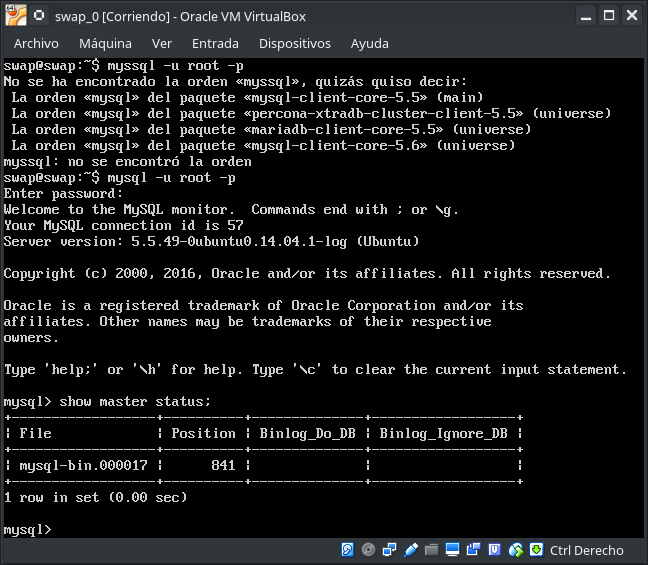 swap_0 [Corriendo] - Oracle VM VirtualBox
Archivo Máquina Ver Entrada Dispositivos Ayuda
swap@swap:~$ myssql -u root -p
No se ha encontrado la orden «myssql», quizás quiso decir:
 La orden «mysql» del paquete «mysql-client-core-5.5» (main)
 La orden «mysql» del paquete «percona-xtradb-cluster-client-5.5» (universe)
 La orden «mysql» del paquete «mariadb-client-core-5.5» (universe)
 La orden «mysql» del paquete «mysql-client-core-5.6» (universe)
myssql: no se encontró la orden
swap@swap:~$ mysql -u root -p
Enter password:
Welcome to the MySQL monitor.  Commands end with ; or \g.
Your MySQL connection id is 57
Server version: 5.5.49-0ubuntu0.14.04.1-log (Ubuntu)
Copyright (c) 2000, 2016, Oracle and/or its affiliates. All rights reserved.
Oracle is a registered trademark of Oracle Corporation and/or its
affiliates. Other names may be trademarks of their respective
owners.
Type 'help;' or '\h' for help. Type '\c' to clear the current input statement.
mysql> show master status;
+------------------+----------+--------------+------------------+
| File             | Position | Binlog_Do_DB | Binlog_Ignore_DB |
+------------------+----------+--------------+------------------+
| mysql-bin.000017 |      841 |              |                  |
+------------------+----------+--------------+------------------+
1 row in set (0.00 sec)
mysql>
Ctrl Derecho